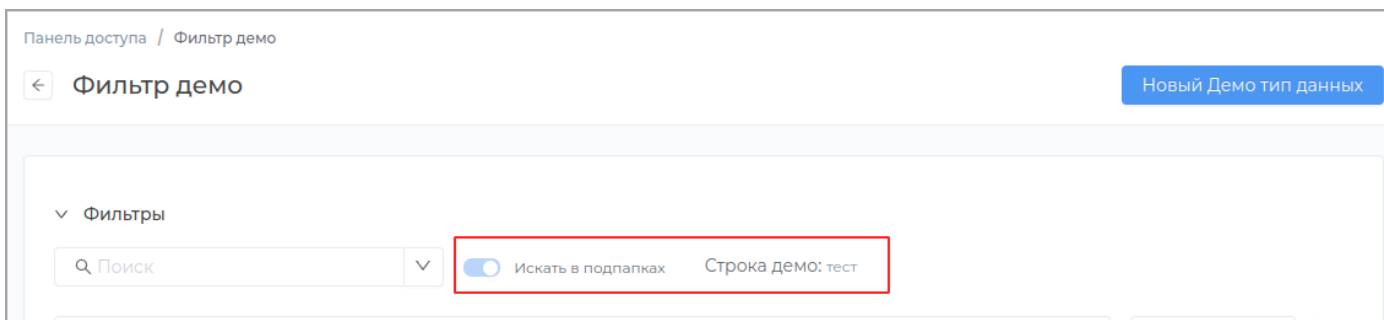 Панель доступа / Фильтр демо
Фильтр демо
Новый Демо тип данных
Фильтры
Поиск
Искать в подпапках
Строка демо: тест